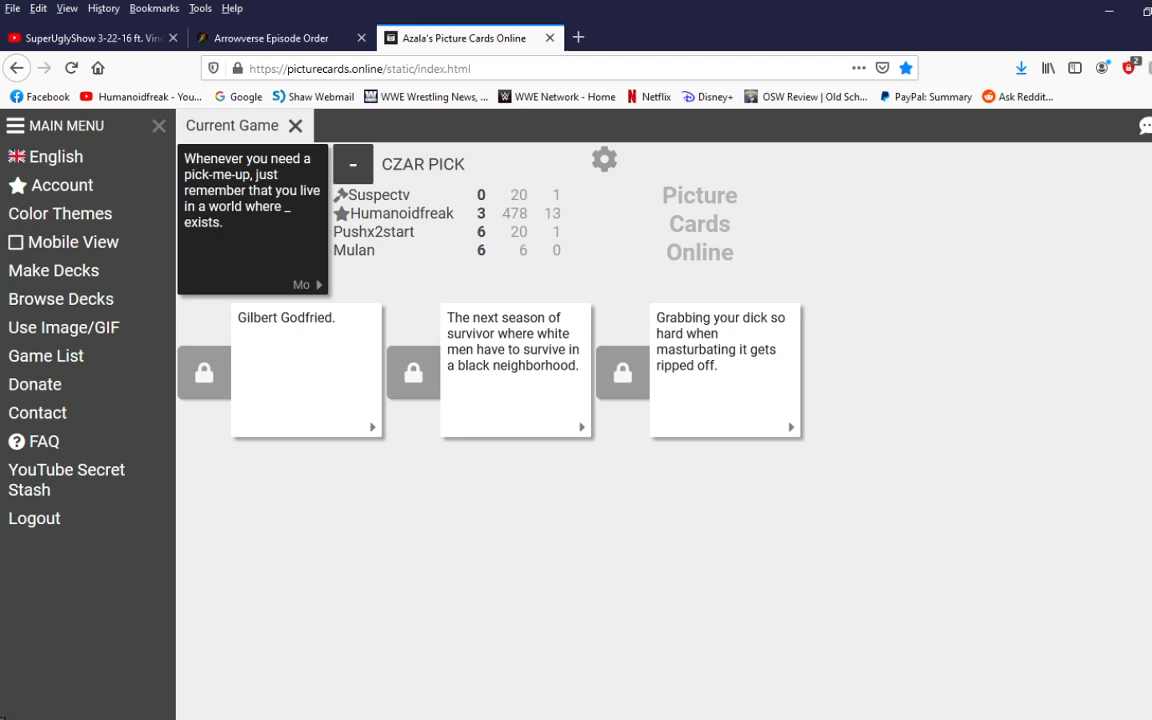 File Edit View History Bookmarks Tools Help
SuperUglyShow 3-22-16 ft. Vinc
Arrowverse Episode Order
Azala's Picture Cards Online
https://picturecards.online/static/index.html
2
Facebook Humanoidfreak - You... Google Shaw Webmail WWE Wrestling News, ... WWE Network - Home Netflix Disney+ OSW Review | Old Sch... PayPal: Summary Ask Reddit...
MAIN MENU
English
Account
Color Themes
Mobile View
Make Decks
Browse Decks
Use Image/GIF
Game List
Donate
Contact
FAQ
YouTube Secret
Stash
Logout
Current Game
Whenever you need a
pick-me-up, just
remember that you live
in a world where _
exists.
Mo
- CZAR PICK
Suspectv 0 20 1
Humanoidfreak 3 478 13
Pushx2start 6 20 1
Mulan 6 6 0
Picture
Cards
Online
Gilbert Godfried.
The next season of
survivor where white
men have to survive in
a black neighborhood.
Grabbing your dick so
hard when
masturbating it gets
ripped off.